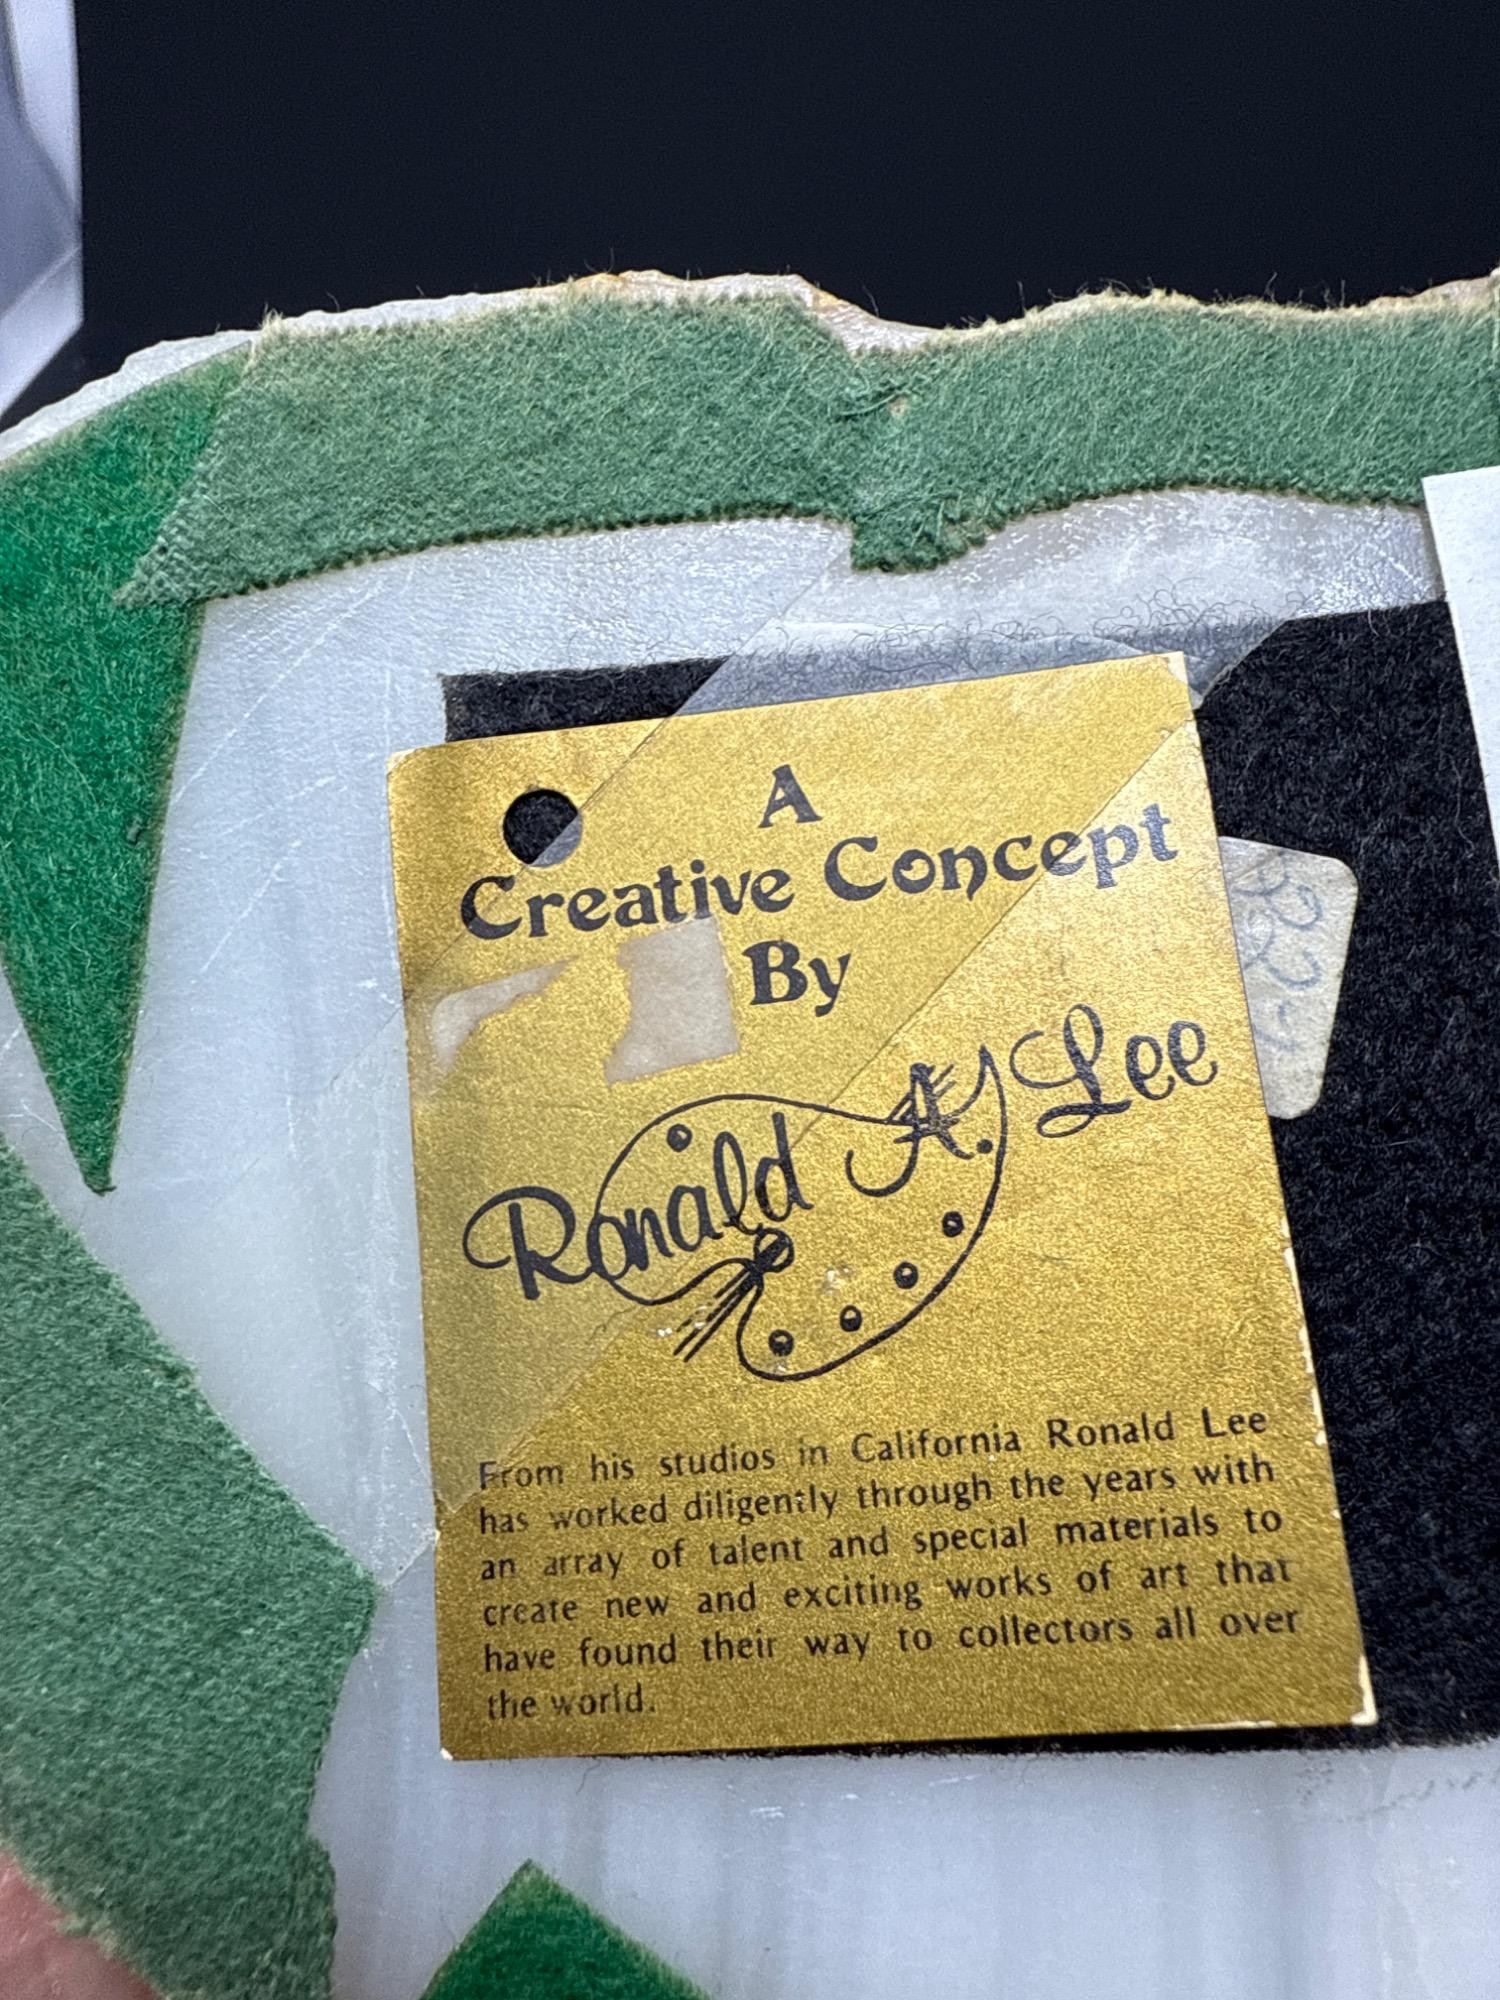 A
Creative Concept
By
Ronald A. Lee
From his studios in California Ronald Lee
has worked diligently through the years with
an array of talent and special materials to
create new and exciting works of art that
have found their way to collectors all over
the world.